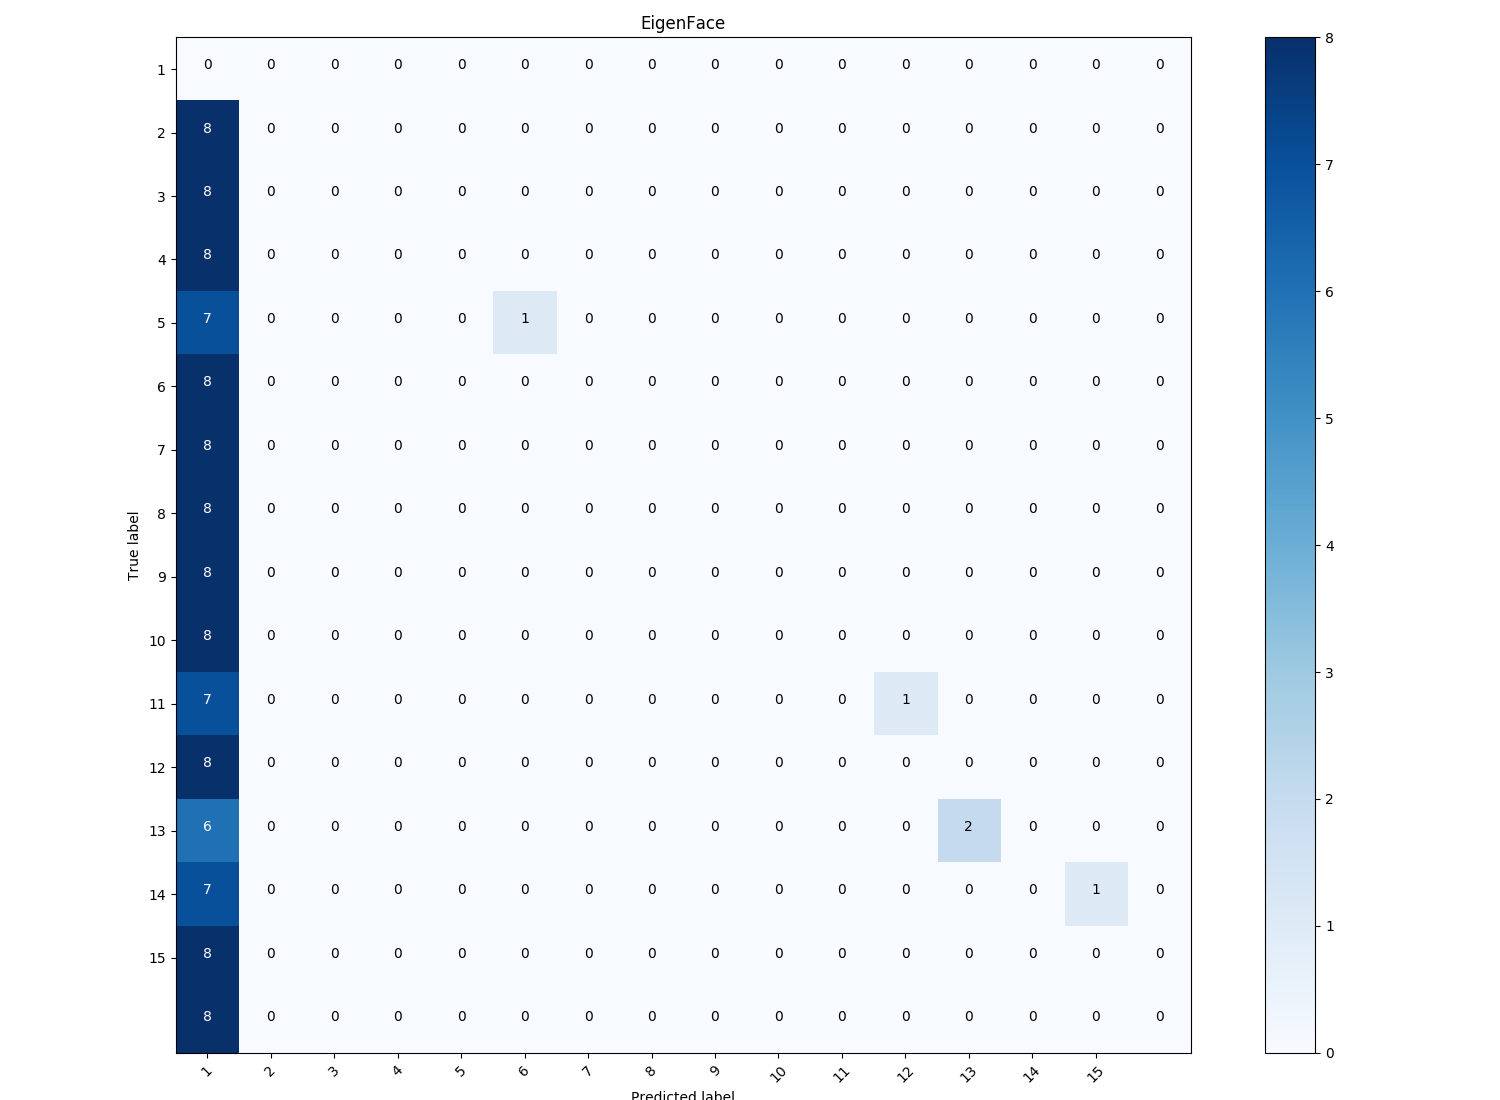 EigenFace
1 0 0 0 0 0 0 0 0 0 0 0 0 0 0 0 0
2 8 0 0 0 0 0 0 0 0 0 0 0 0 0 0 0
3 8 0 0 0 0 0 0 0 0 0 0 0 0 0 0 0
4 8 0 0 0 0 0 0 0 0 0 0 0 0 0 0 0
5 7 0 0 0 0 1 0 0 0 0 0 0 0 0 0 0
6 8 0 0 0 0 0 0 0 0 0 0 0 0 0 0 0
7 8 0 0 0 0 0 0 0 0 0 0 0 0 0 0 0
8 8 0 0 0 0 0 0 0 0 0 0 0 0 0 0 0
9 8 0 0 0 0 0 0 0 0 0 0 0 0 0 0 0
10 8 0 0 0 0 0 0 0 0 0 0 0 0 0 0 0
11 7 0 0 0 0 0 0 0 0 0 0 1 0 0 0 0
12 8 0 0 0 0 0 0 0 0 0 0 0 0 0 0 0
13 6 0 0 0 0 0 0 0 0 0 0 0 2 0 0 0
14 7 0 0 0 0 0 0 0 0 0 0 0 0 0 1 0
15 8 0 0 0 0 0 0 0 0 0 0 0 0 0 0 0
8 0 0 0 0 0 0 0 0 0 0 0 0 0 0 0
True label
1 2 3 4 5 6 7 8 9 10 11 12 13 14 15
Predicted label
8
7
6
5
4
3
2
1
0